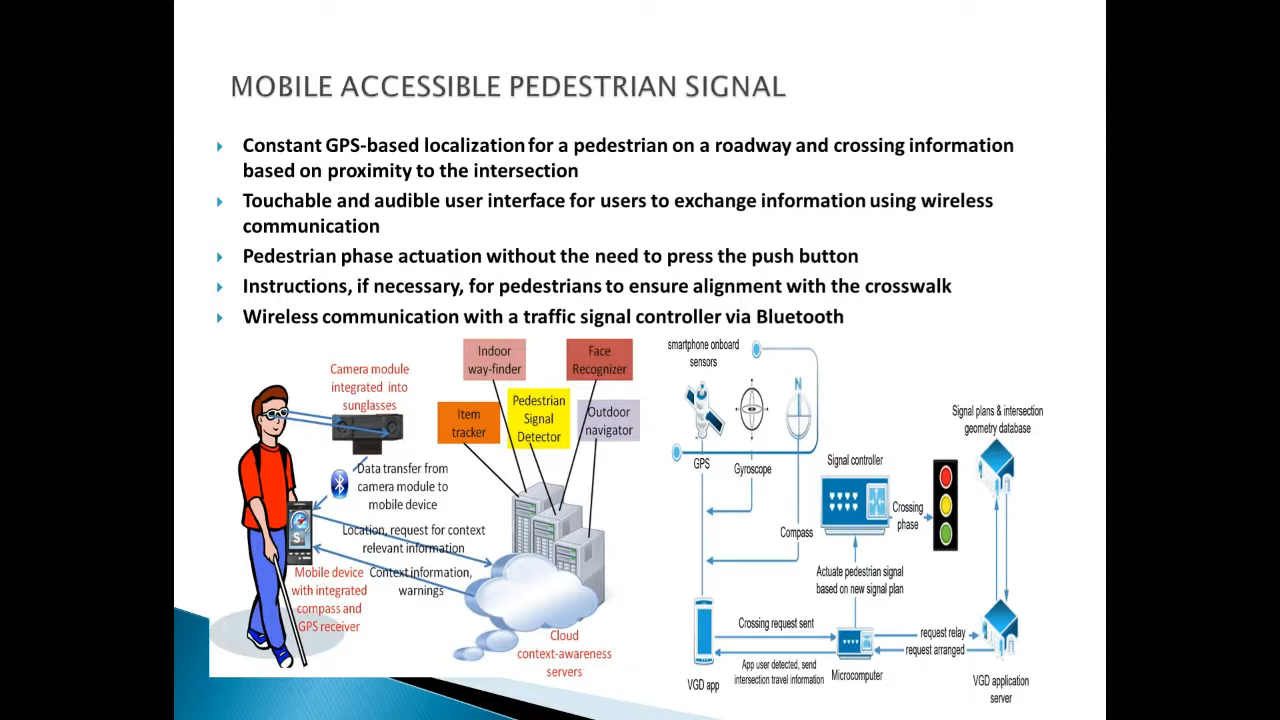 MOBILE ACCESSIBLE PEDESTRIAN SIGNAL
Constant GPS-based localization for a pedestrian on a roadway and crossing information
based on proximity to the intersection
Touchable and audible user interface for users to exchange information using wireless
communication
Pedestrian phase actuation without the need to press the push button
Instructions, if necessary, for pedestrians to ensure alignment with the crosswalk
Wireless communication with a traffic signal controller via Bluetooth
Camera module
integrated into
sunglasses
Indoor
way-finder
Face
Recognizer
Item
tracker
Pedestrian
Signal
Detector
Outdoor
navigator
Data transfer from
camera module to
mobile device
Location, request for context
relevant information
Context information,
warnings
S
Mobile device
with integrated
compass and
GPS receiver
Cloud
context-awareness
servers
smartphone onboard
sensors
N
GPS
Gyroscope
Compass
Signal controller
Crossing
phase
Signal plans & intersection
geometry database
Actuate pedestrian signal
based on new signal plan
Crossing request sent
App user detected, send
intersection travel information
VGD app
Microcomputer
request relay
request arranged
VGD application
server